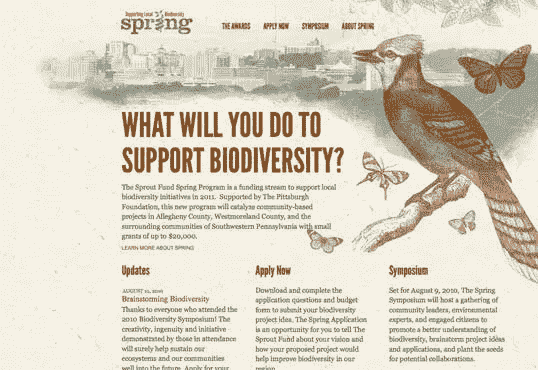 Supporting Local Biodiversity
spring
THE AWARDS APPLY NOW SYMPOSIUM ABOUT SPRING
WHAT WILL YOU DO TO
SUPPORT BIODIVERSITY?
The Sprout Fund Spring Program is a funding stream to support local
biodiversity initiatives in 2011. Supported by The Pittsburgh
Foundation, this new program will catalyze community-based
projects in Allegheny County, Westmoreland County, and the
surrounding communities of Southwestern Pennsylvania with small
grants of up to $20,000.
LEARN MORE ABOUT SPRING
Updates
AUGUST 10, 2010
Brainstorming Biodiversity
Thanks to everyone who attended the
2010 Biodiversity Symposium! The
creativity, ingenuity and initiative
demonstrated by those in attendance
will surely help sustain our
ecosystems and our communities
well into the future. Apply for your
Apply Now
Download and complete the
application questions and budget
form to submit your biodiversity
project idea. The Spring Application
is an opportunity for you to tell The
Sprout Fund about your vision and
how your proposed project would
help improve biodiversity in our
region.
Symposium
Set for August 9, 2010, The Spring
Symposium will host a gathering of
community leaders, environmental
experts, and engaged citizens to
promote a better understanding of
biodiversity, brainstorm project ideas
and applications, and plant the seeds
for potential collaborations.